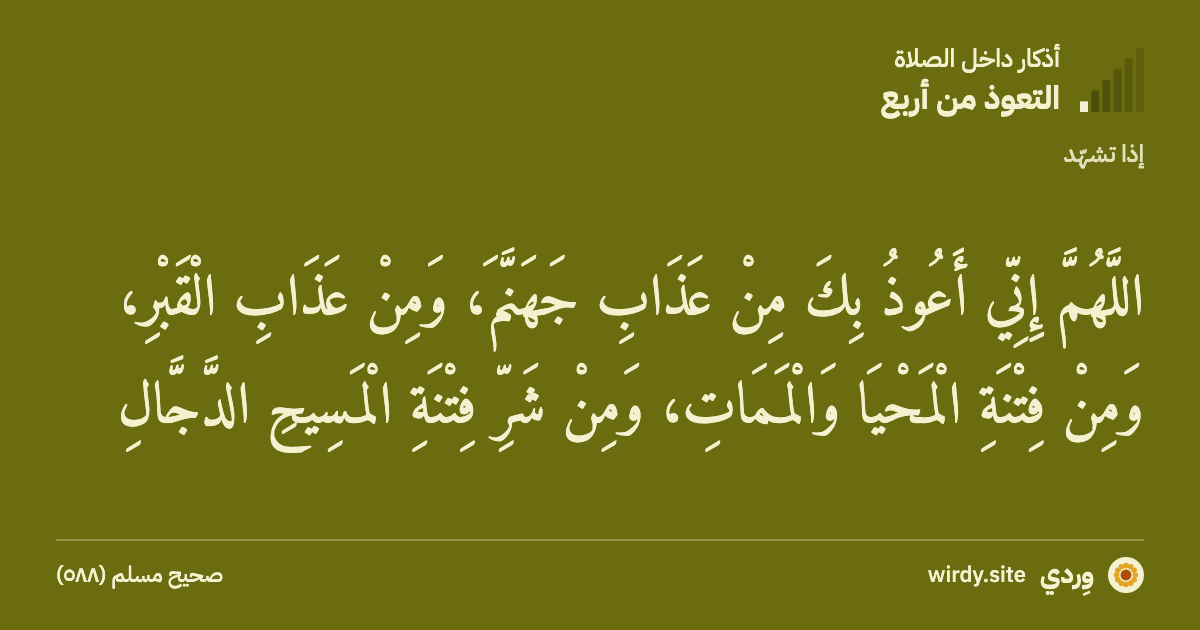 أذكار داخل الصلاة
التعوذ من أربع
إذا تشهّد
اللَّهُمَّ إِنِّي أَعُوذُ بِكَ مِنْ عَذَابِ جَهَنَّمَ، وَمِنْ عَذَابِ الْقَبْرِ،
وَمِنْ فِتْنَةِ الْمَحْيَا وَالْمَمَاتِ، وَمِنْ شَرِّ فِتْنَةِ الْمَسِيحِ الدَّجَّالِ
وِردي wirdy.site
صحيح مسلم (٥٨٨)